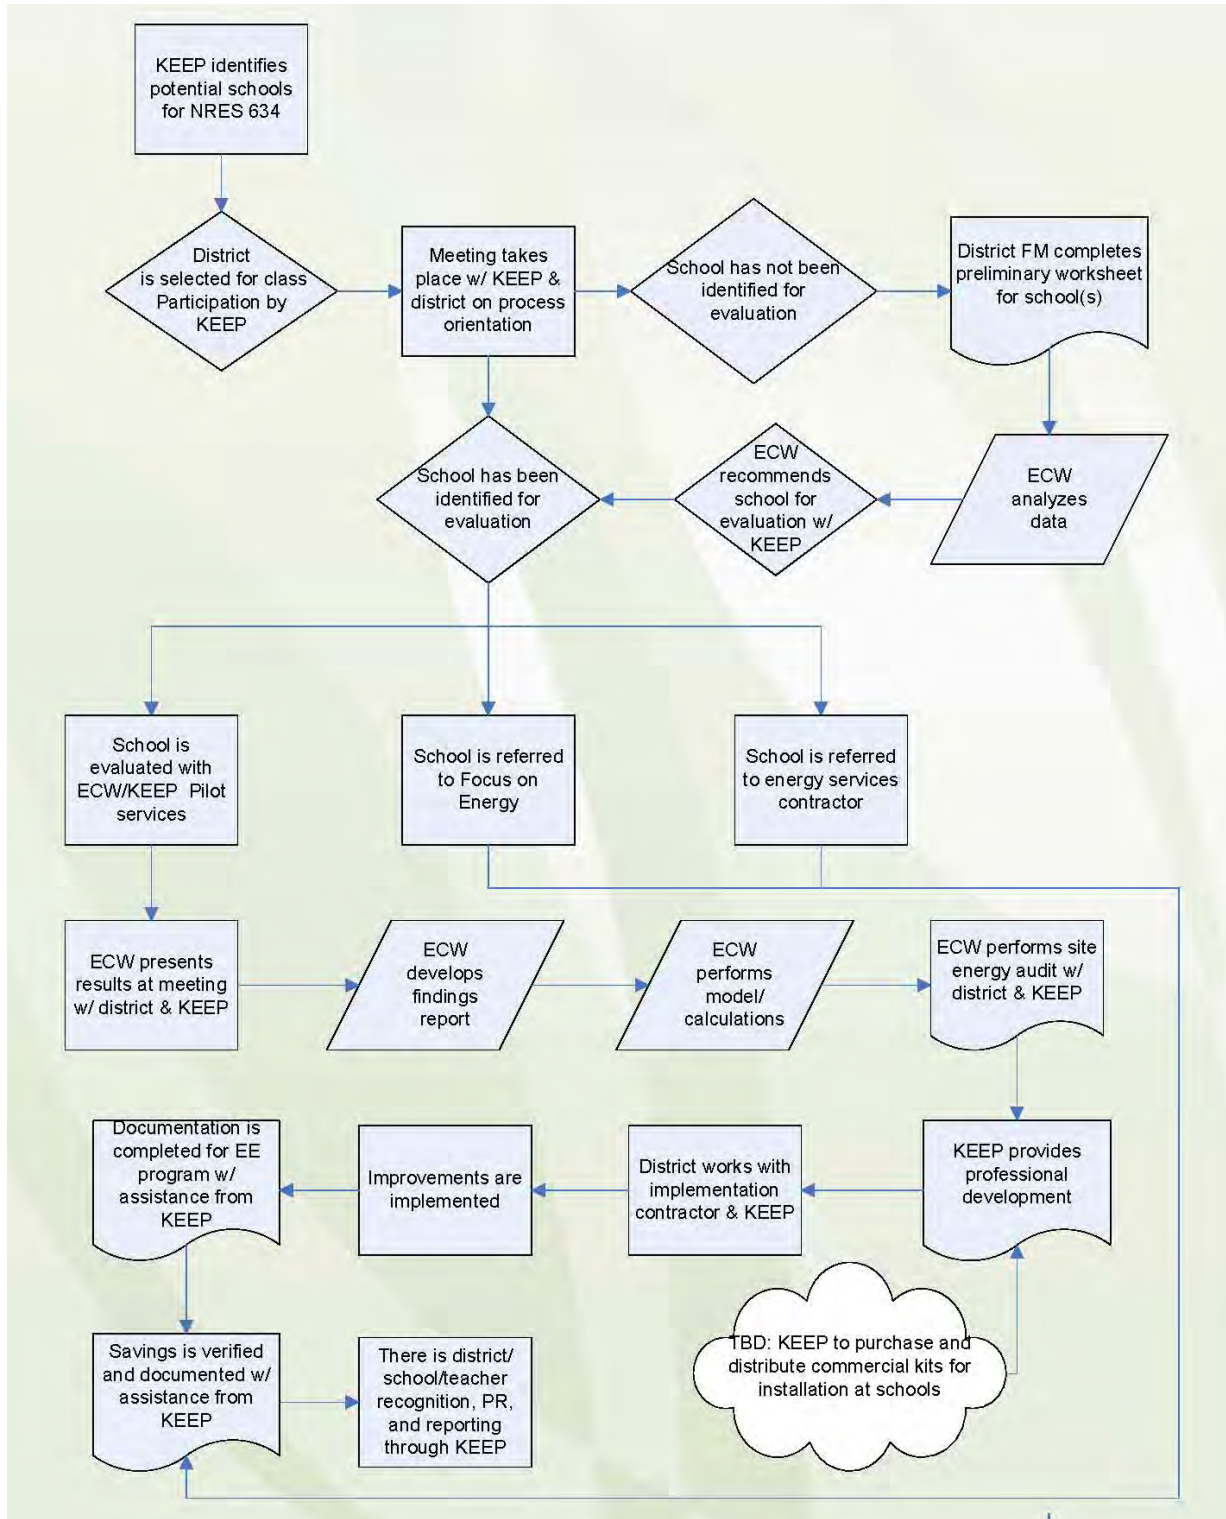 KEEP identifies
potential schools
for NRES 634
District
is selected for class
Participation by
KEEP
Meeting takes
place w/ KEEP &
district on process
orientation
School has not been
identified for
evaluation
District FM completes
preliminary worksheet
for school(s)
School has been
identified for
evaluation
ECW
recommends
school for
evaluation w/
KEEP
ECW
analyzes
data
School is
evaluated with
ECW/KEEP Pilot
services
School is referred
to Focus on
Energy
School is referred
to energy services
contractor
ECW presents
results at meeting
w/ district & KEEP
ECW
develops
findings
report
ECW
performs
model/
calculations
ECW performs site
energy audit w/
district & KEEP
Documentation is
completed for EE
program w/
assistance from
KEEP
Improvements are
implemented
District works with
implementation
contractor & KEEP
KEEP provides
professional
development
Savings is verified
and documented w/
assistance from
KEEP
There is district/
school/teacher
recognition, PR,
and reporting
through KEEP
TBD: KEEP to purchase and
distribute commercial kits for
installation at schools